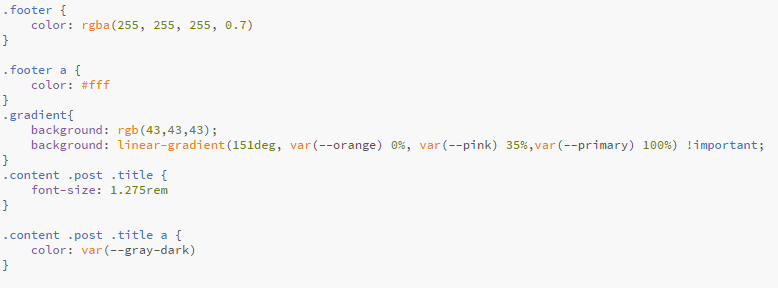 .footer {
    color: rgba(255, 255, 255, 0.7)
}

.footer a {
    color: #fff
}
.gradient{
    background: rgb(43,43,43);
    background: linear-gradient(151deg, var(--orange) 0%, var(--pink) 35%,var(--primary) 100%) !important;
}
.content .post .title {
    font-size: 1.275rem
}

.content .post .title a {
    color: var(--gray-dark)
}